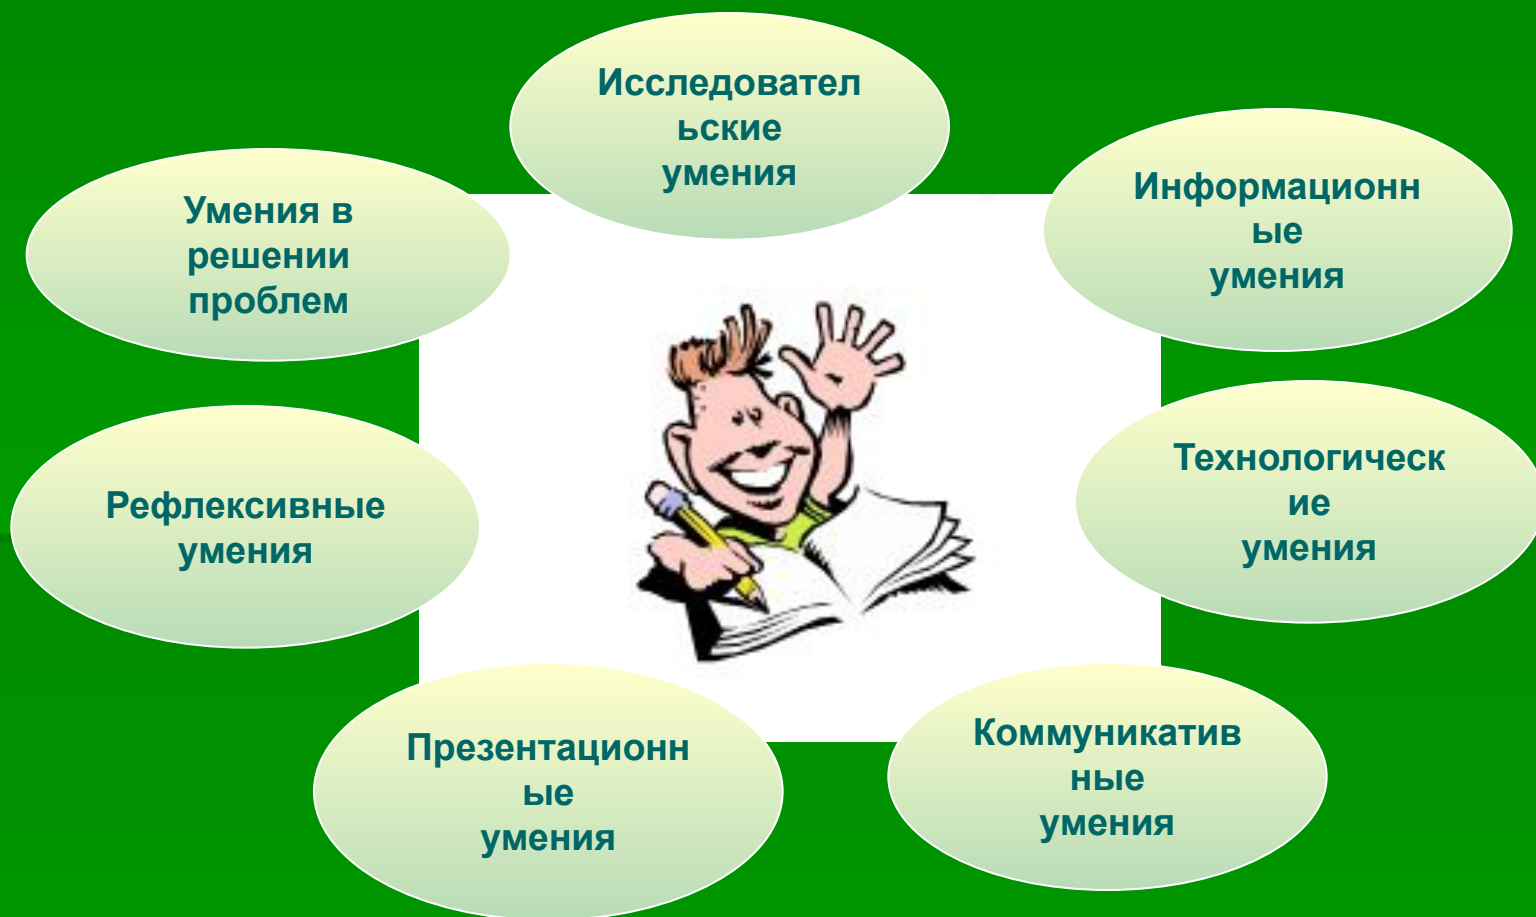 Исследовател
ьские
умения
Информационн
ые
умения
Умения в
решении
проблем
Технологическ
ие
умения
Рефлексивные
умения
Коммуникатив
ные
умения
Презентационн
ые
умения